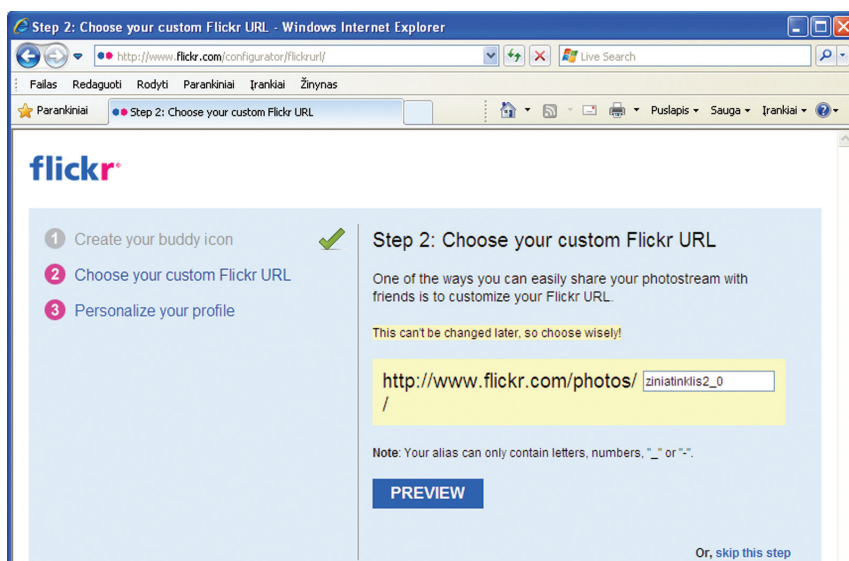 Step 2: Choose your custom Flickr URL - Windows Internet Explorer
http://www.flickr.com/configurator/flickrurl/
Live Search
Failas Redaguoti Rodyti Parankiniai Įrankiai Žinynas
Parankiniai
Step 2: Choose your custom Flickr URL
Puslapis Sauga Įrankiai
flickr
1 Create your buddy icon
2 Choose your custom Flickr URL
3 Personalize your profile
Step 2: Choose your custom Flickr URL
One of the ways you can easily share your photostream with
friends is to customize your Flickr URL.
This can't be changed later, so choose wisely!
http://www.flickr.com/photos/ ziniatinklis2_0
/
Note: Your alias can only contain letters, numbers, "_" or "-".
PREVIEW
Or, skip this step